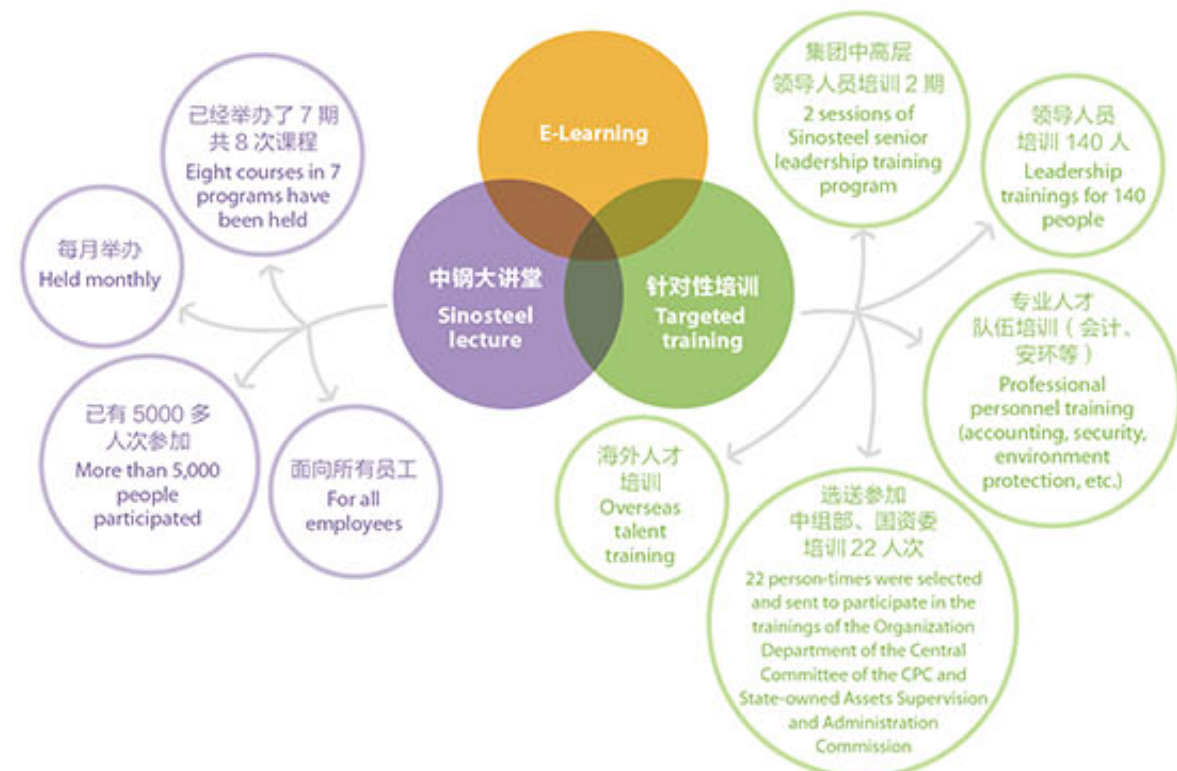 E-Learning
中钢大讲堂
Sinosteel
lecture
针对性培训
Targeted
training
已经举办了 7 期
共 8 次课程
Eight courses in 7
programs have
been held
每月举办
Held monthly
已有 5000 多
人次参加
More than 5,000
people
participated
面向所有员工
For all
employees
集团中高层
领导人员培训 2 期
2 sessions of
Sinosteel senior
leadership training
program
领导人员
培训 140 人
Leadership
trainings for 140
people
专业人才
队伍培训（会计、
安环等）
Professional
personnel training
(accounting, security,
environment
protection, etc.)
选送参加
中组部、国资委
培训 22 人次
22 person-times were selected
and sent to participate in the
trainings of the Organization
Department of the Central
Committee of the CPC and
State-owned Assets Supervision
and Administration
Commission
海外人才
培训
Overseas
talent
training